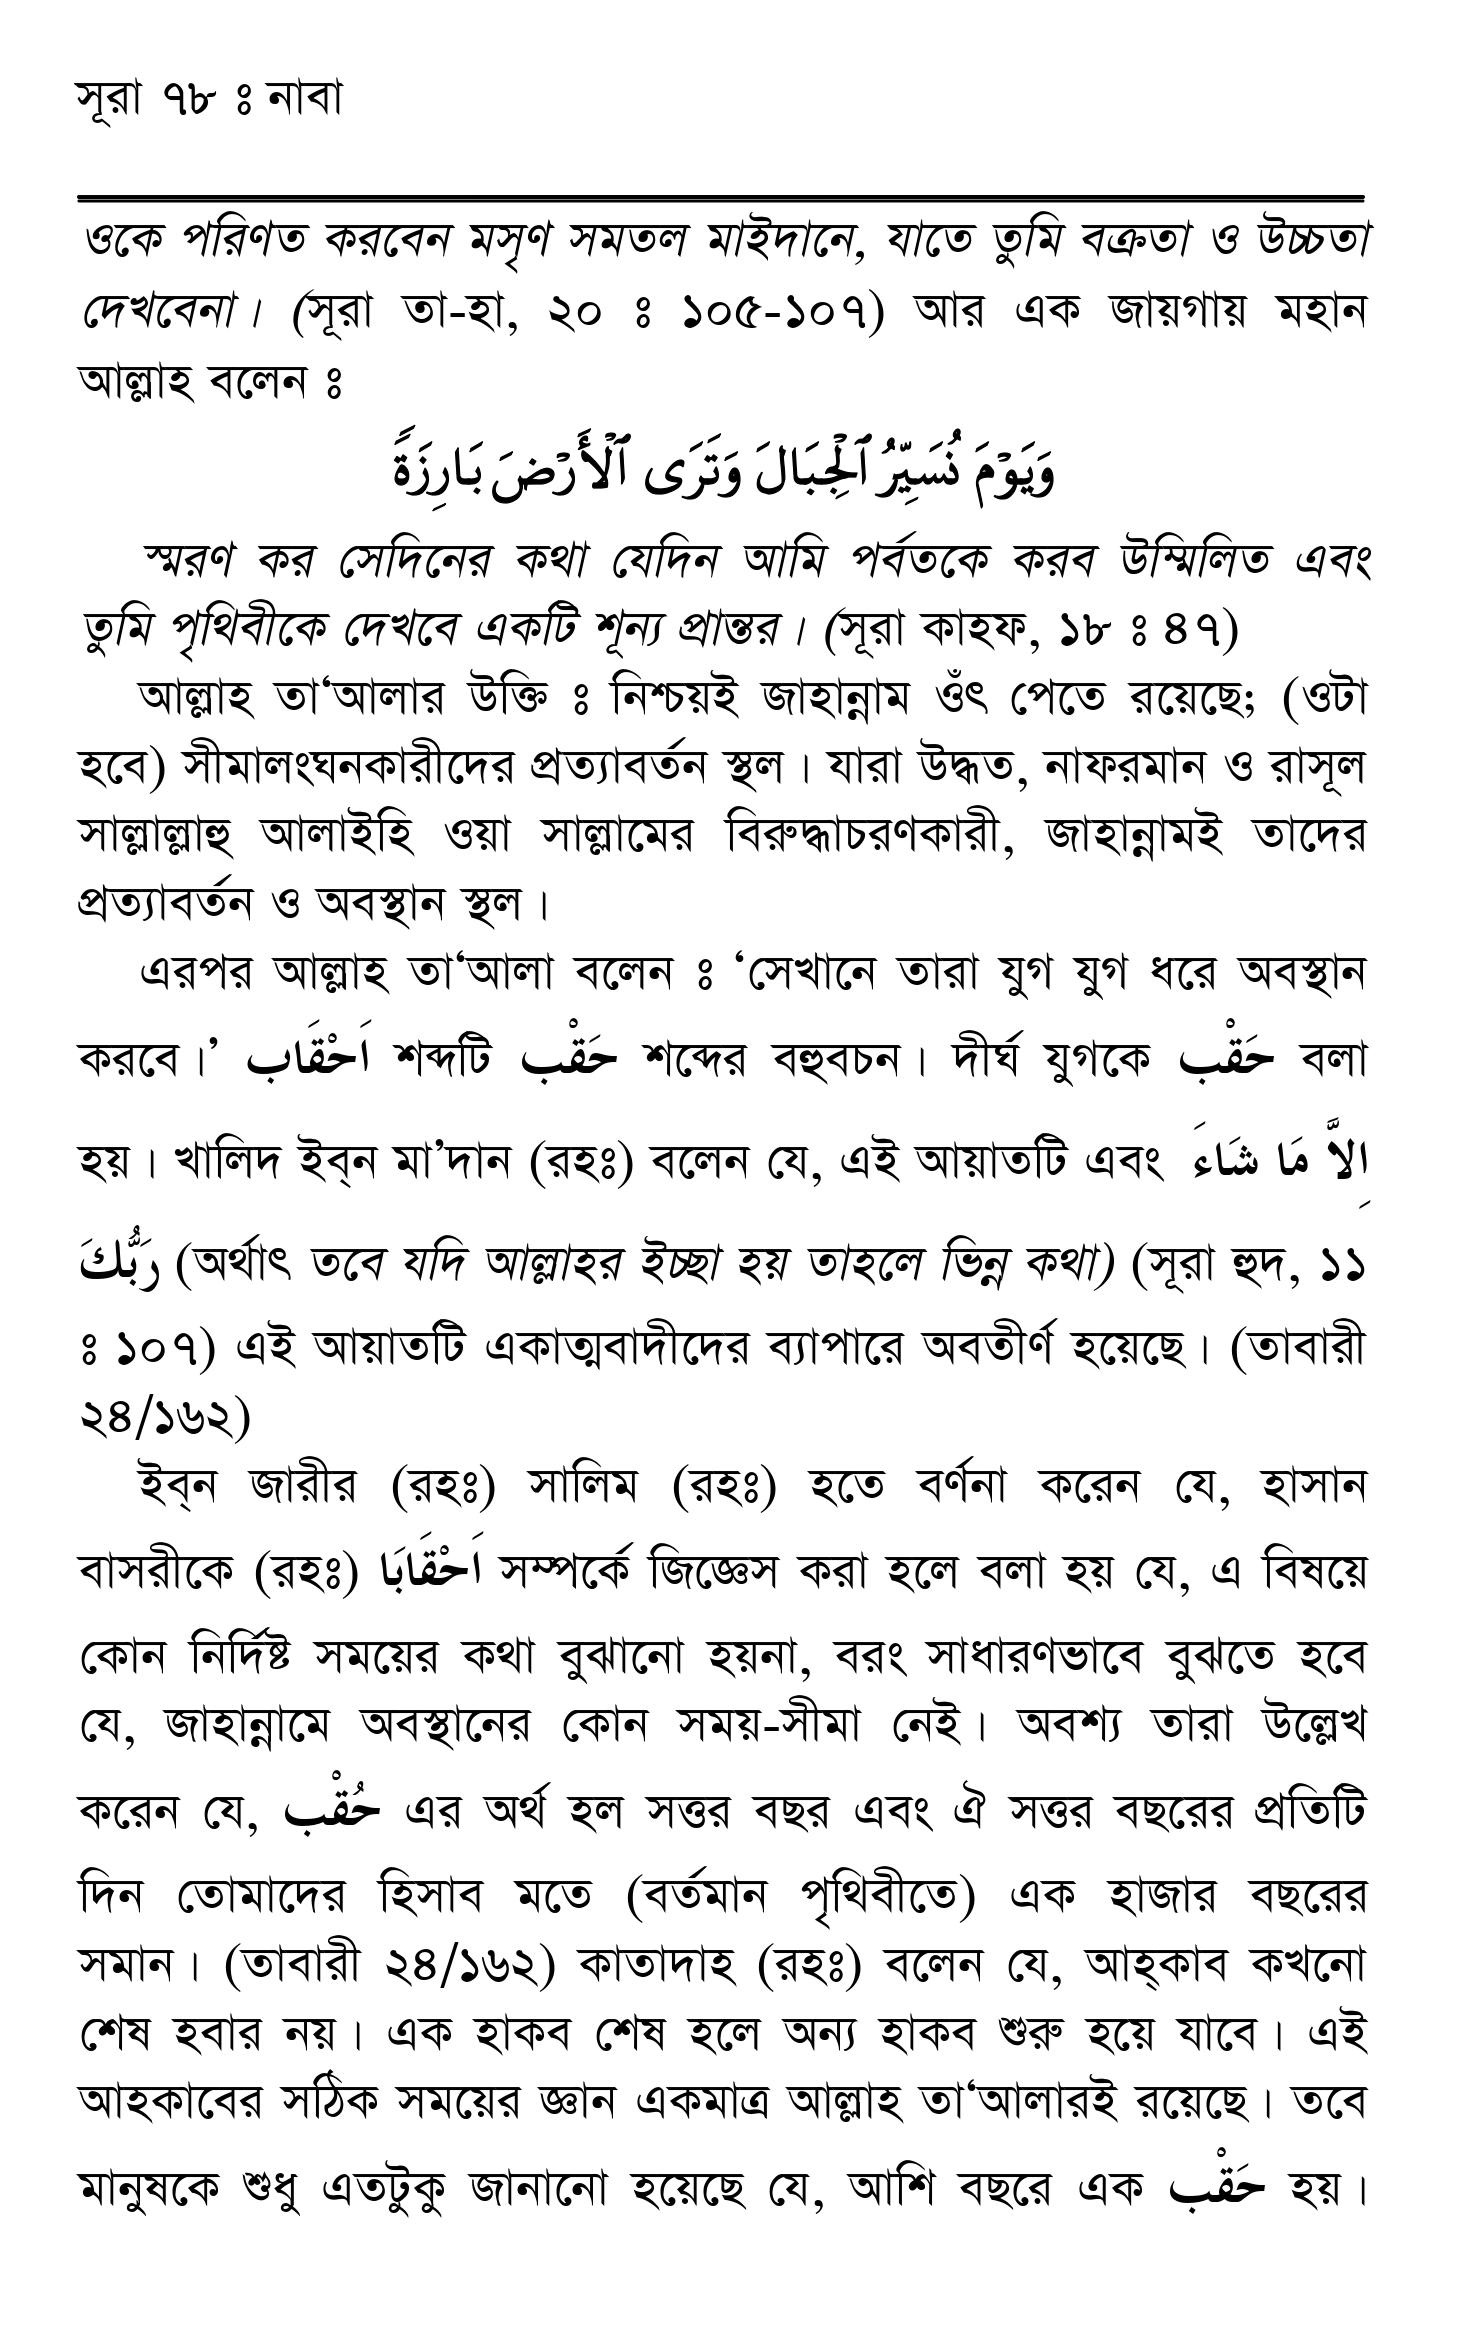 সূরা ৭৮ ঃ নাবা
ওকে পরিণত করবেন মসৃণ সমতল মাইদানে, যাতে তুমি বক্রতা ও উচ্চতা
দেখবেনা। (সূরা তা-হা, ২০ ঃ ১০৫-১০৭) আর এক জায়গায় মহান
আল্লাহ বলেন ঃ
وَيَوْمَ نُسَيِّرُ ٱلْجِبَالَ وَتَرَى ٱلْأَرْضَ بَارِزَةً
স্মরণ কর সেদিনের কথা যেদিন আমি পর্বতকে করব উম্মিলিত এবং
তুমি পৃথিবীকে দেখবে একটি শূন্য প্রান্তর। (সূরা কাহফ, ১৮ ঃ ৪৭)
আল্লাহ তা‘আলার উক্তি ঃ নিশ্চয়ই জাহান্নাম ওঁৎ পেতে রয়েছে; (ওটা
হবে) সীমালংঘনকারীদের প্রত্যাবর্তন স্থল। যারা উদ্ধত, নাফরমান ও রাসূল
সাল্লাল্লাহু আলাইহি ওয়া সাল্লামের বিরুদ্ধাচরণকারী, জাহান্নামই তাদের
প্রত্যাবর্তন ও অবস্থান স্থল।
এরপর আল্লাহ তা‘আলা বলেন ঃ ‘সেখানে তারা যুগ যুগ ধরে অবস্থান
করবে।’ اَحْقَاب শব্দটি حَقْب শব্দের বহুবচন। দীর্ঘ যুগকে حَقْب বলা
হয়। খালিদ ইব্‌ন মা’দান (রহঃ) বলেন যে, এই আয়াতটি এবং اِلاَّ مَا شَاءَ
رَبُّكَ (অর্থাৎ তবে যদি আল্লাহর ইচ্ছা হয় তাহলে ভিন্ন কথা) (সূরা হুদ, ১১
ঃ ১০৭) এই আয়াতটি একাত্মবাদীদের ব্যাপারে অবতীর্ণ হয়েছে। (তাবারী
২৪/১৬২)
ইব্‌ন জারীর (রহঃ) সালিম (রহঃ) হতে বর্ণনা করেন যে, হাসান
বাসরীকে (রহঃ) اَحْقَابَا সম্পর্কে জিজ্ঞেস করা হলে বলা হয় যে, এ বিষয়ে
কোন নির্দিষ্ট সময়ের কথা বুঝানো হয়না, বরং সাধারণভাবে বুঝতে হবে
যে, জাহান্নামে অবস্থানের কোন সময়-সীমা নেই। অবশ্য তারা উল্লেখ
করেন যে, حُقْب এর অর্থ হল সত্তর বছর এবং ঐ সত্তর বছরের প্রতিটি
দিন তোমাদের হিসাব মতে (বর্তমান পৃথিবীতে) এক হাজার বছরের
সমান। (তাবারী ২৪/১৬২) কাতাদাহ (রহঃ) বলেন যে, আহ্‌কাব কখনো
শেষ হবার নয়। এক হাকব শেষ হলে অন্য হাকব শুরু হয়ে যাবে। এই
আহকাবের সঠিক সময়ের জ্ঞান একমাত্র আল্লাহ তা‘আলারই রয়েছে। তবে
মানুষকে শুধু এতটুকু জানানো হয়েছে যে, আশি বছরে এক حَقْب হয়।